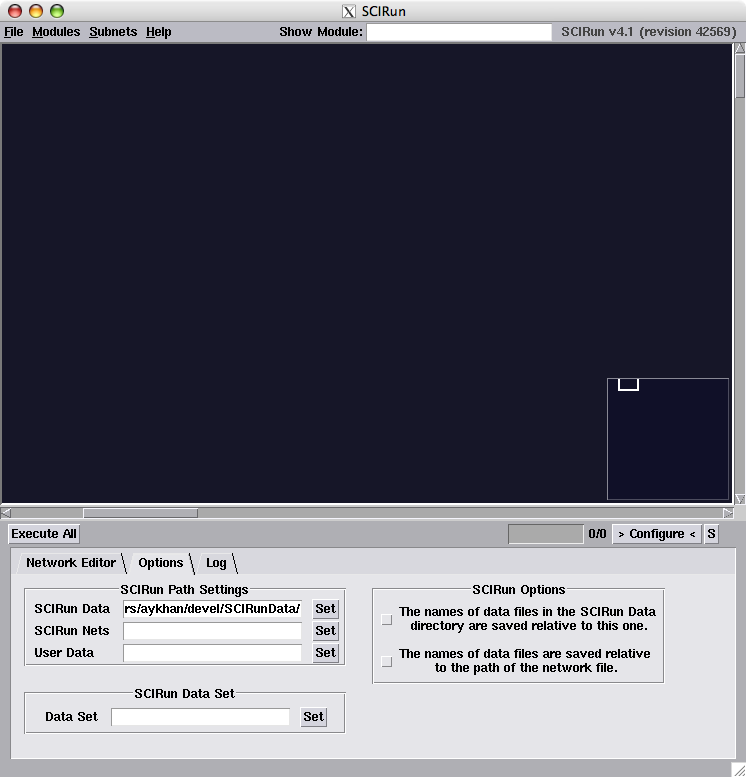 SCIRun
File Modules Subnets Help Show Module: SCIRun v4.1 (revision 42569)
Execute All 0/0 > Configure < S
Network Editor Options Log
SCIRun Path Settings
SCIRun Data rs/aykhan/devel/SCIRunData/ Set
SCIRun Nets Set
User Data Set
SCIRun Data Set
Data Set Set
SCIRun Options
The names of data files in the SCIRun Data
directory are saved relative to this one.
The names of data files are saved relative
to the path of the network file.